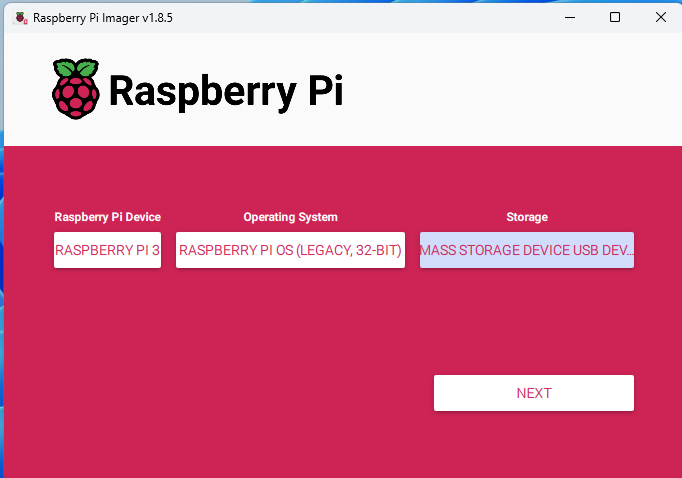 Raspberry Pi Imager v1.8.5
Raspberry Pi
Raspberry Pi Device Operating System Storage
RASPBERRY PI 3 RASPBERRY PI OS (LEGACY, 32-BIT) MASS STORAGE DEVICE USB DEV...
NEXT